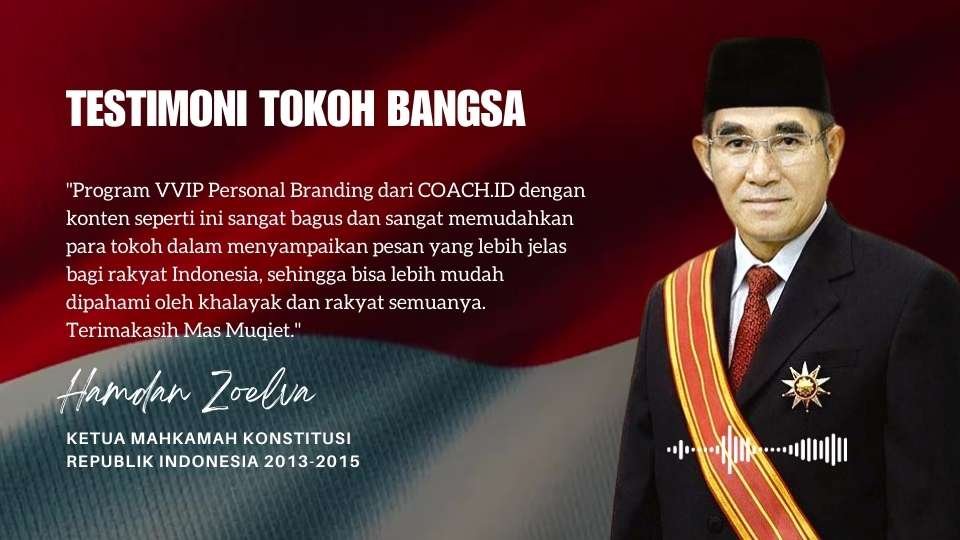 TESTIMONI TOKOH BANGSA
"Program VVIP Personal Branding dari COACH.ID dengan
konten seperti ini sangat bagus dan sangat memudahkan
para tokoh dalam menyampaikan pesan yang lebih jelas
bagi rakyat Indonesia, sehingga bisa lebih mudah
dipahami oleh khalayak dan rakyat semuanya.
Terimakasih Mas Muqiet."
Hamdan Zoelva
KETUA MAHKAMAH KONSTITUSI
REPUBLIK INDONESIA 2013-2015